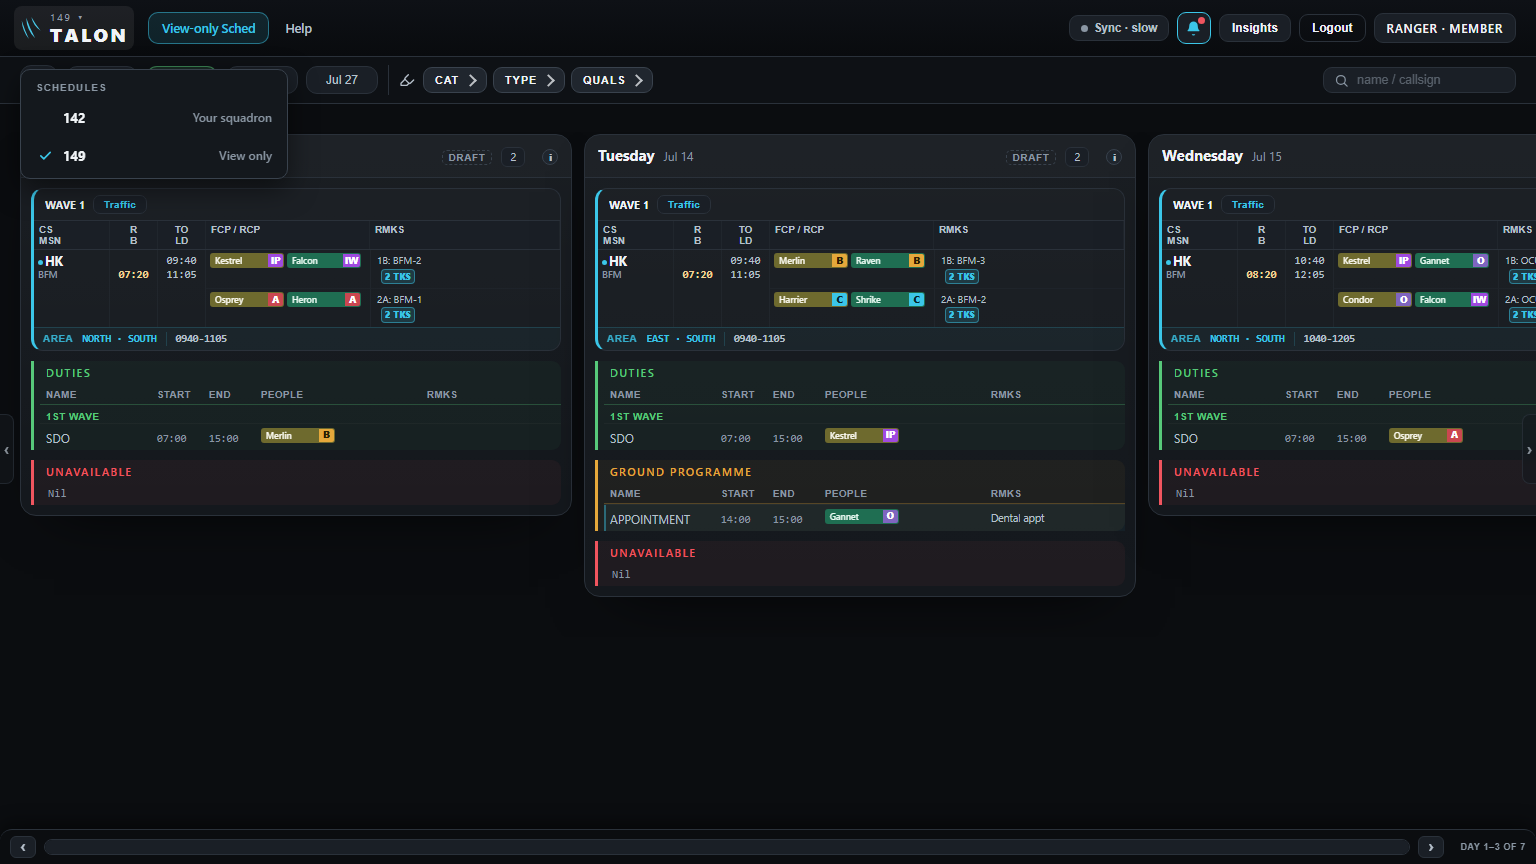 149 ▾
TALON
View-only Sched
Help
Sync · slow
Insights
Logout
RANGER · MEMBER
Jul 27
CAT
TYPE
QUALS
name / callsign
SCHEDULES
142 Your squadron
149 View only
DRAFT 2 i
WAVE 1 Traffic
CS MSN R B TO LD FCP / RCP RMKS
HK BFM 07:20 09:40 11:05
Kestrel IP Falcon IW 1B: BFM-2
2 TKS
Osprey A Heron A 2A: BFM-1
2 TKS
AREA NORTH · SOUTH 0940-1105
DUTIES
NAME START END PEOPLE RMKS
1ST WAVE
SDO 07:00 15:00 Merlin B
UNAVAILABLE
Nil
Tuesday Jul 14 DRAFT 2 i
WAVE 1 Traffic
CS MSN R B TO LD FCP / RCP RMKS
HK BFM 07:20 09:40 11:05
Merlin B Raven B 1B: BFM-3
2 TKS
Harrier C Shrike C 2A: BFM-2
2 TKS
AREA EAST · SOUTH 0940-1105
DUTIES
NAME START END PEOPLE RMKS
1ST WAVE
SDO 07:00 15:00 Kestrel IP
GROUND PROGRAMME
NAME START END PEOPLE RMKS
APPOINTMENT 14:00 15:00 Gannet O Dental appt
UNAVAILABLE
Nil
Wednesday Jul 15
WAVE 1 Traffic
CS MSN R B TO LD FCP / RCP RMKS
HK BFM 08:20 10:40 12:05
Kestrel IP Gannet O 1B:
2
Condor O Falcon IW 2A:
2
AREA NORTH · SOUTH 1040-1205
DUTIES
NAME START END PEOPLE
1ST WAVE
SDO 07:00 15:00 Osprey A
UNAVAILABLE
Nil
DAY 1–3 OF 7